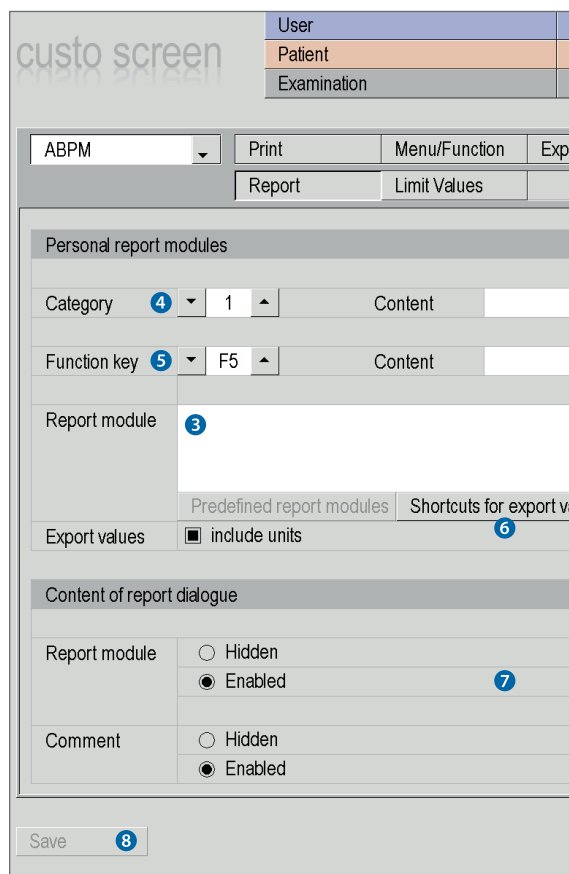 custo screen
User
Patient
Examination
ABPM Print Menu/Function Exp
Report Limit Values
Personal report modules
Category 4 1 Content
Function key 5 F5 Content
Report module 3
Predefined report modules Shortcuts for export va
6
Export values include units
Content of report dialogue
Report module Hidden
Enabled 7
Comment Hidden
Enabled
Save 8